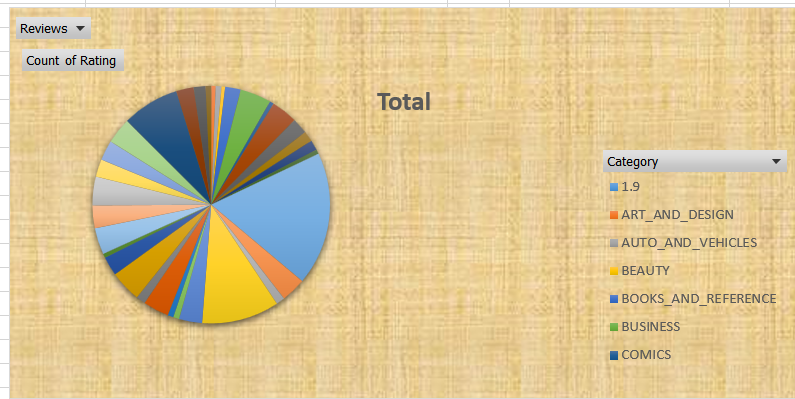 Reviews
Count of Rating
Total
Category
1.9
ART_AND_DESIGN
AUTO_AND_VEHICLES
BEAUTY
BOOKS_AND_REFERENCE
BUSINESS
COMICS